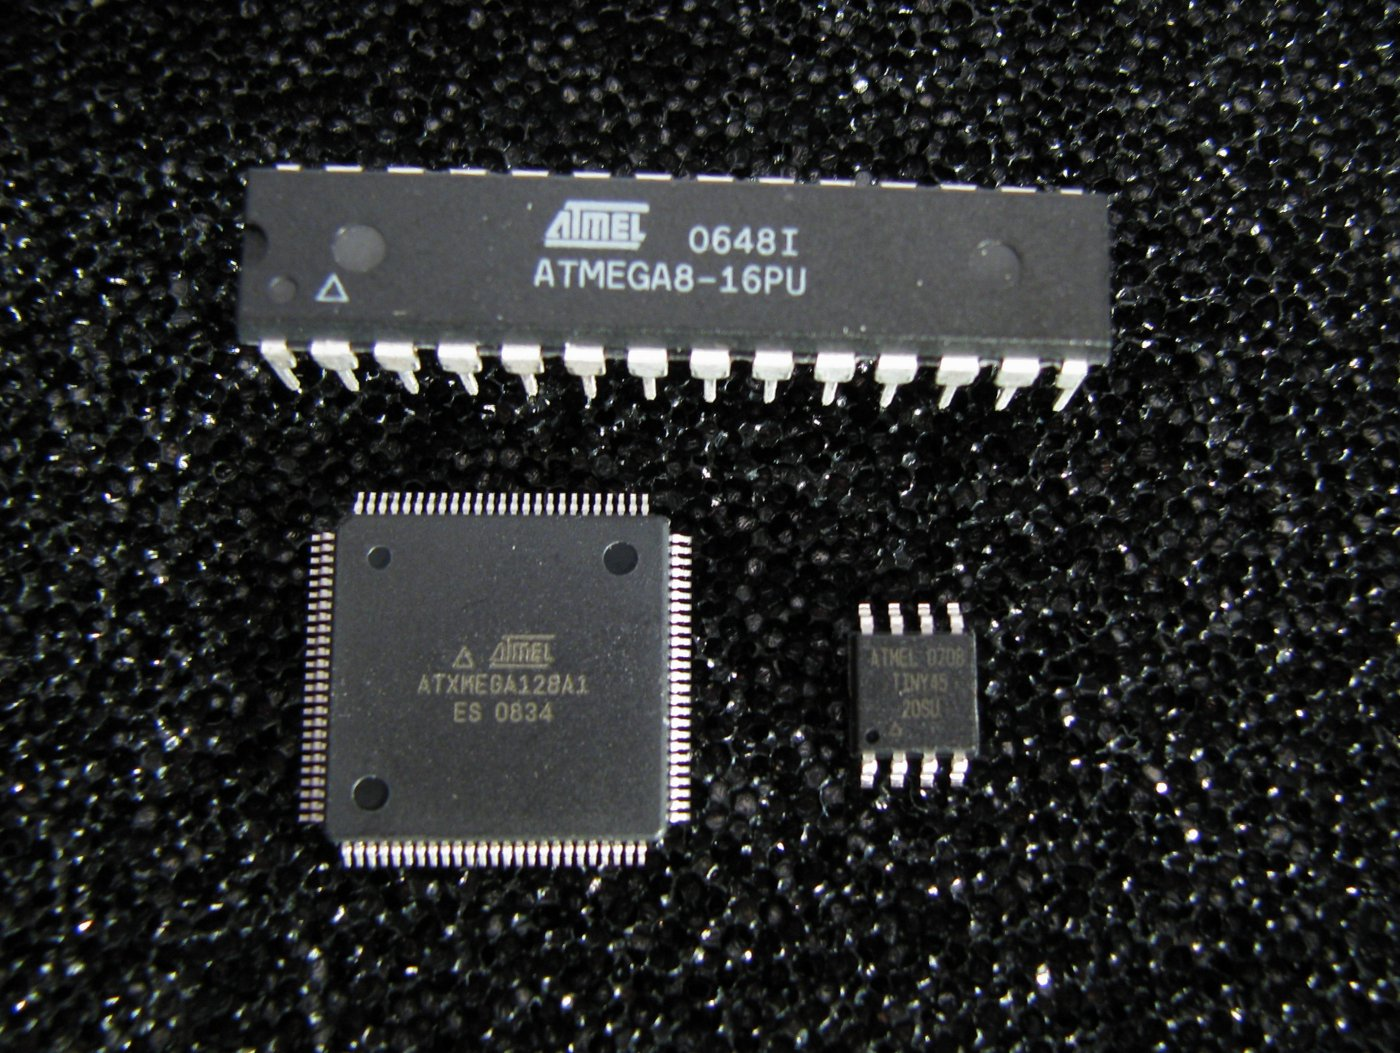 ATMEL 0648I
ATMEGA8-16PU
ATMEL
ATXMEGA128A1
ES 0834
ATMEL 0708
TINY45
20SU